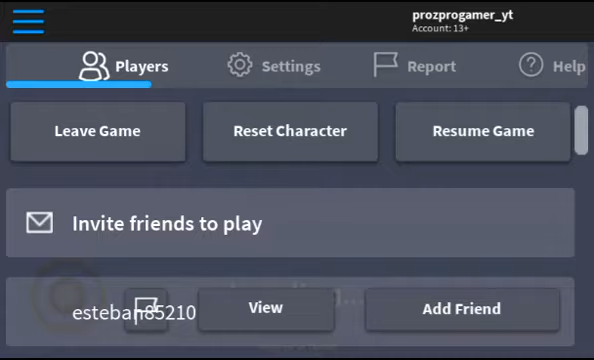 prozprogamer_yt
Account: 13+
Players Settings Report Help
Leave Game Reset Character Resume Game
Invite friends to play
esteban85210 View Add Friend